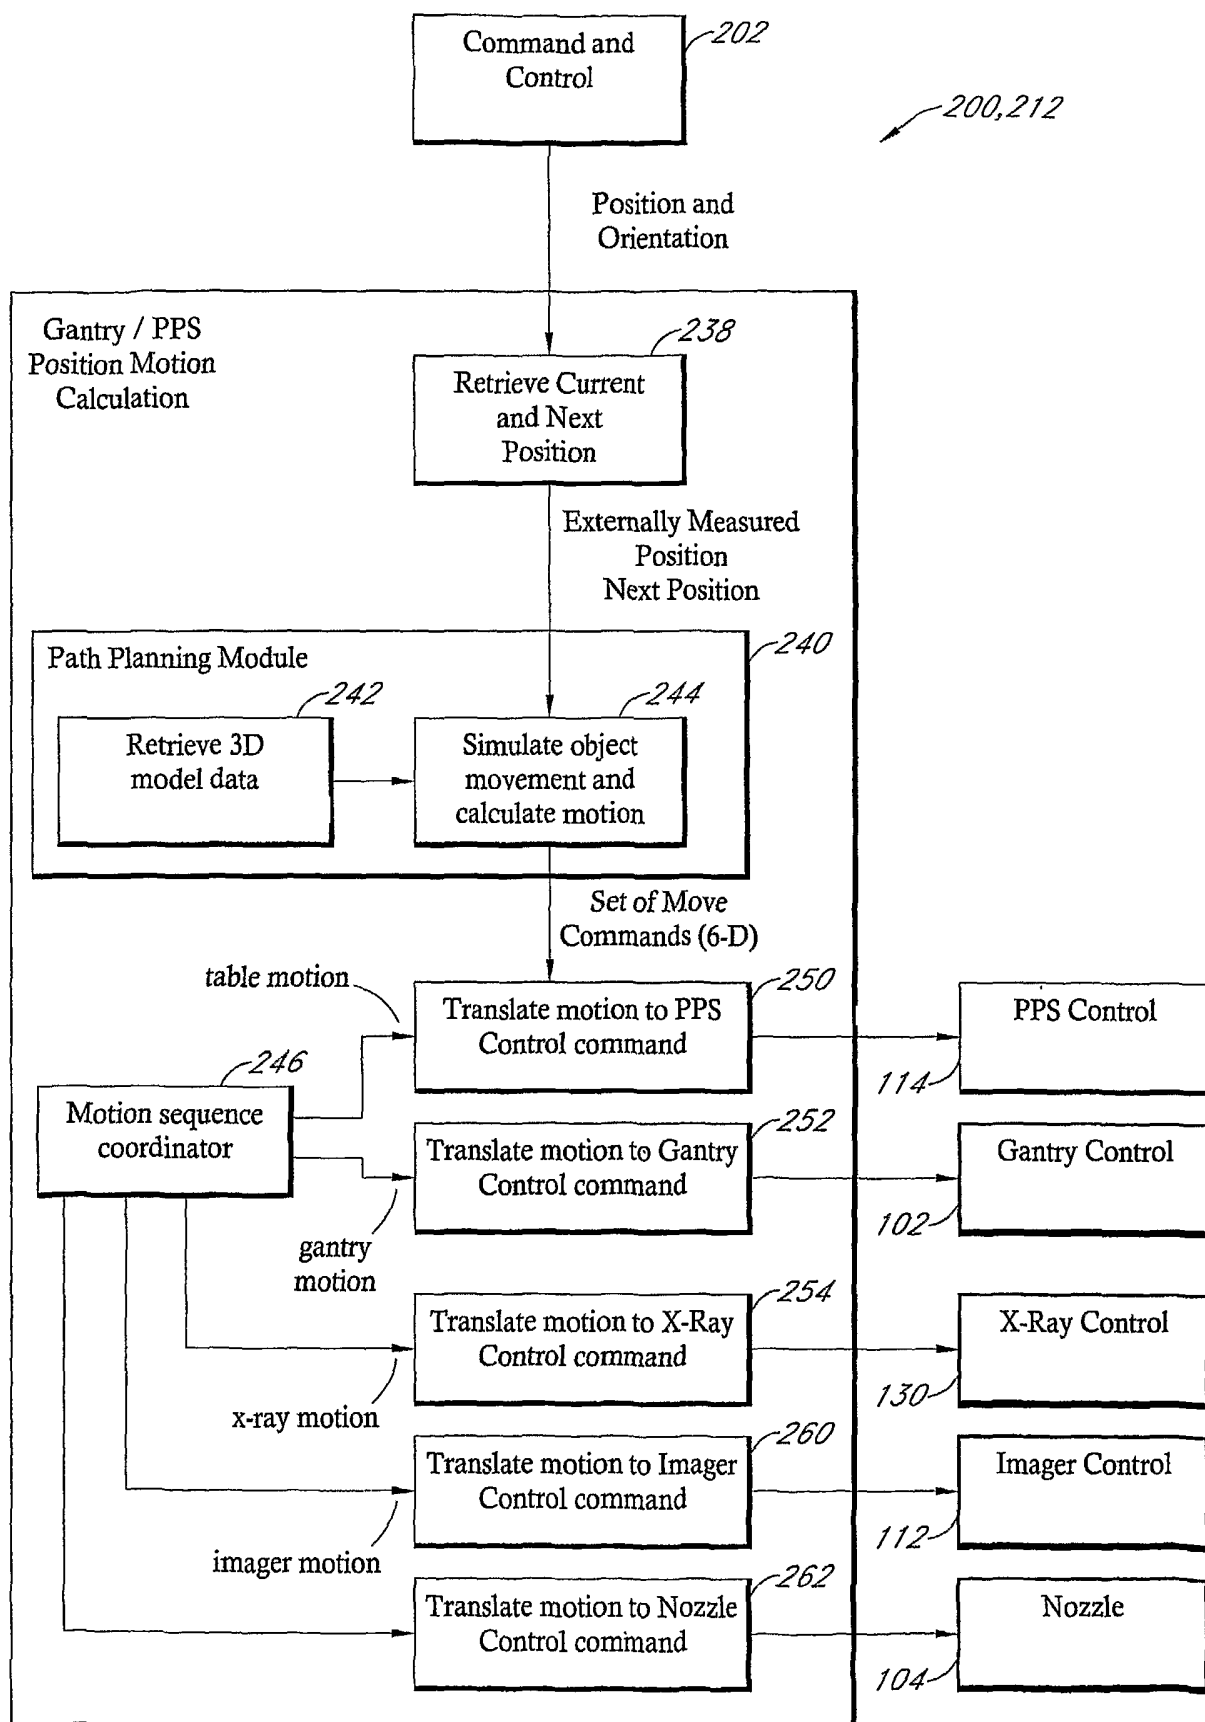 Command and
Control
202
200,212
Position and
Orientation
Gantry / PPS
Position Motion
Calculation
238
Retrieve Current
and Next
Position
Externally Measured
Position
Next Position
240
Path Planning Module
242
244
Retrieve 3D
model data
Simulate object
movement and
calculate motion
Set of Move
Commands (6-D)
table motion
250
Translate motion to PPS
Control command
PPS Control
114
246
Motion sequence
coordinator
252
Translate motion to Gantry
Control command
Gantry Control
102
gantry
motion
254
Translate motion to X-Ray
Control command
X-Ray Control
130
x-ray motion
260
Translate motion to Imager
Control command
Imager Control
112
imager motion
262
Translate motion to Nozzle
Control command
Nozzle
104